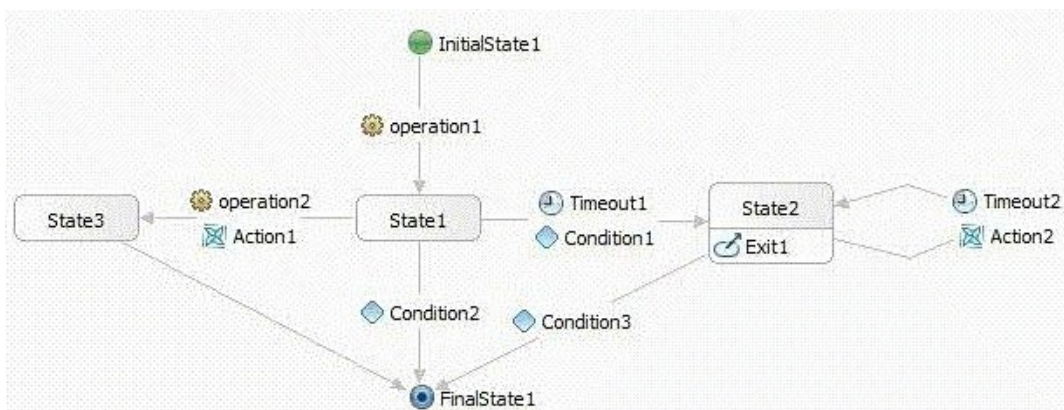 InitialState1
operation1
operation2
Action1
State3
State1
Timeout1
Condition1
State2
Exit1
Timeout2
Action2
Condition2
Condition3
FinalState1